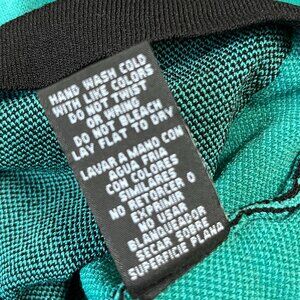 HAND WASH COLD
WITH LIKE COLORS
DO NOT TWIST
OR WRING
DO NOT BLEACH
LAY FLAT TO DRY
LAVAR A MANO CON
AGUA FRIA
CON COLORES
SIMILARES
NO RETORCER O
EXPRIMIR
NO USAR
BLANQUEADOR
SECAR SOBRE
SUPERFICIE PLANA